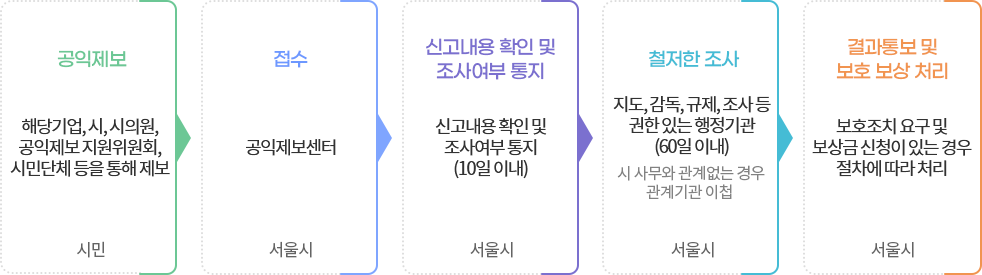 공익제보
해당기업, 시, 시의원,
공익제보 지원위원회,
시민단체 등을 통해 제보
시민
접수
공익제보센터
서울시
신고내용 확인 및
조사여부 통지
신고내용 확인 및
조사여부 통지
(10일 이내)
서울시
철저한 조사
지도, 감독, 규제, 조사 등
권한 있는 행정기관
(60일 이내)
시 사무와 관계없는 경우
관계기관 이첩
서울시
결과통보 및
보호 보상 처리
보호조치 요구 및
보상금 신청이 있는 경우
절차에 따라 처리
서울시